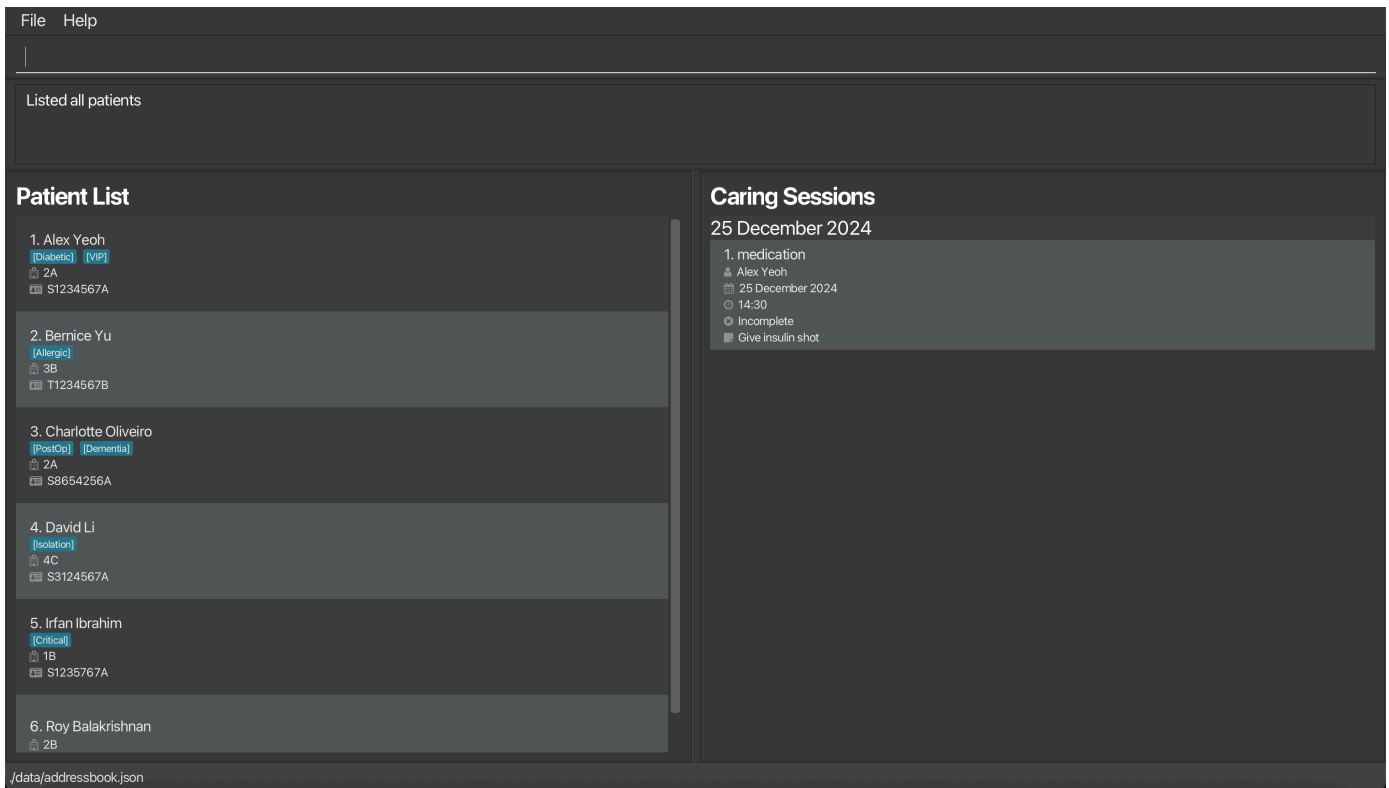 File Help
Listed all patients
Patient List
1. Alex Yeoh
[Diabetic] [VIP]
2A
S1234567A
2. Bernice Yu
[Allergic]
3B
T1234567B
3. Charlotte Oliveiro
[PostOp] [Dementia]
2A
S8654256A
4. David Li
[Isolation]
4C
S3124567A
5. Irfan Ibrahim
[Critical]
1B
S1235767A
6. Roy Balakrishnan
2B
Caring Sessions
25 December 2024
1. medication
Alex Yeoh
25 December 2024
14:30
Incomplete
Give insulin shot
./data/addressbook.json